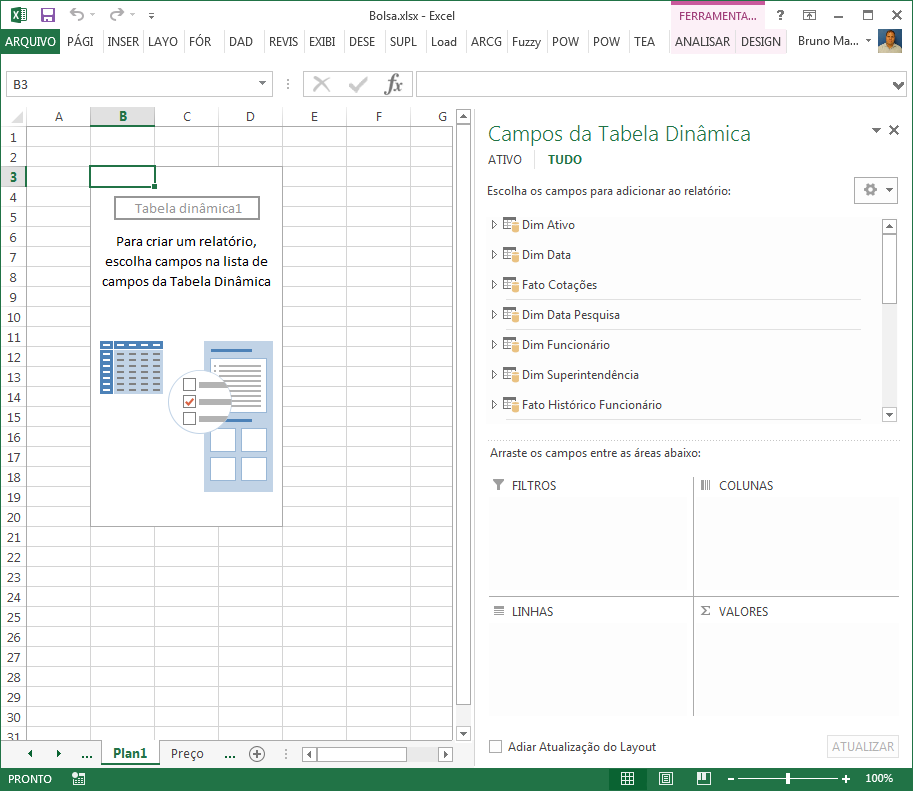 Bolsa.xlsx - Excel
FERRAMENTA...
?
ARQUIVO PÁGI INSER LAYO FÓR DAD REVIS EXIBI DESE SUPL Load ARCG Fuzzy POW POW TEA ANALISAR DESIGN Bruno Ma...
B3
fx
A B C D E F G
1
2
3
4
5
6
7
8
9
10
11
12
13
14
15
16
17
18
19
20
21
22
23
24
25
26
27
28
29
30
31
Tabela dinâmica1
Para criar um relatório,
escolha campos na lista de
campos da Tabela Dinâmica
Campos da Tabela Dinâmica
ATIVO TUDO
Escolha os campos para adicionar ao relatório:
Dim Ativo
Dim Data
Fato Cotações
Dim Data Pesquisa
Dim Funcionário
Dim Superintendência
Fato Histórico Funcionário
Arraste os campos entre as áreas abaixo:
FILTROS
COLUNAS
LINHAS
Σ VALORES
Adiar Atualização do Layout
ATUALIZAR
... Plan1 Preço ...
PRONTO
100%